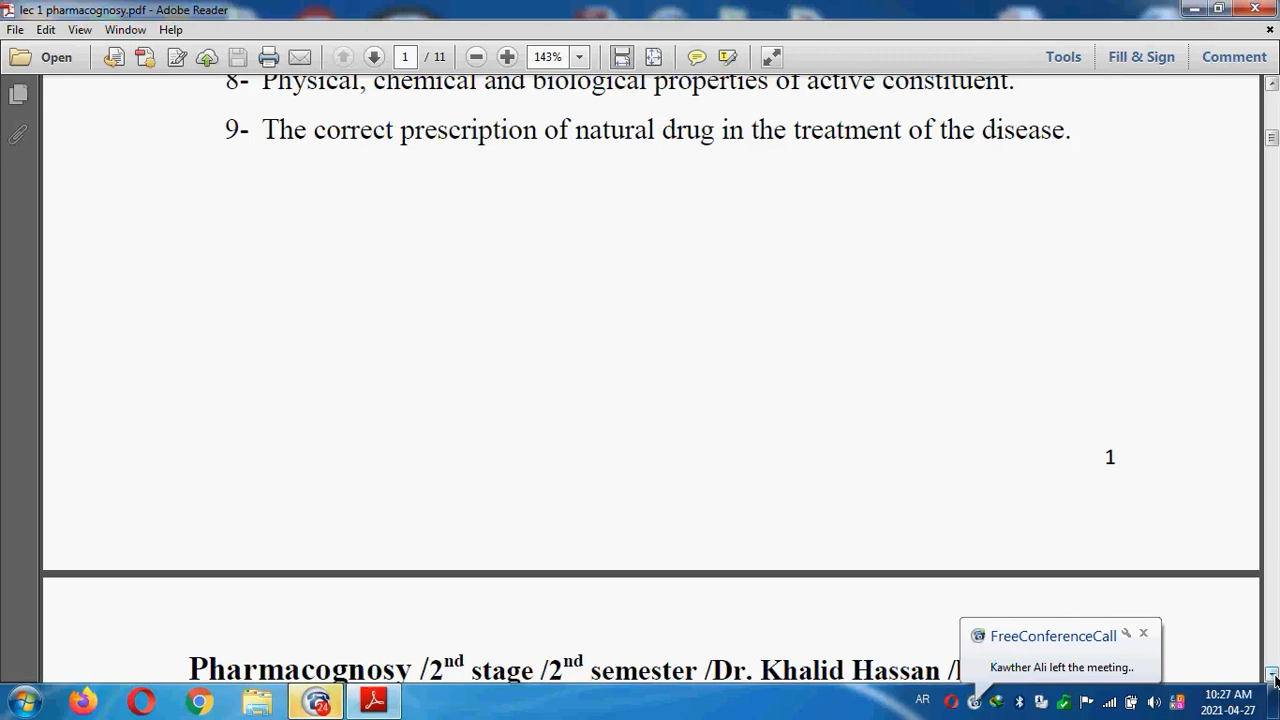 lec 1 pharmacognosy.pdf - Adobe Reader
File Edit View Window Help
Open 1 / 11 143% Tools Fill & Sign Comment
8- Physical, chemical and biological properties of active constituent.
9- The correct prescription of natural drug in the treatment of the disease.
1
Pharmacognosy /2nd stage /2nd semester /Dr. Khalid Hassan /
FreeConferenceCall
Kawther Ali left the meeting..
24
AR
10:27 AM
2021-04-27